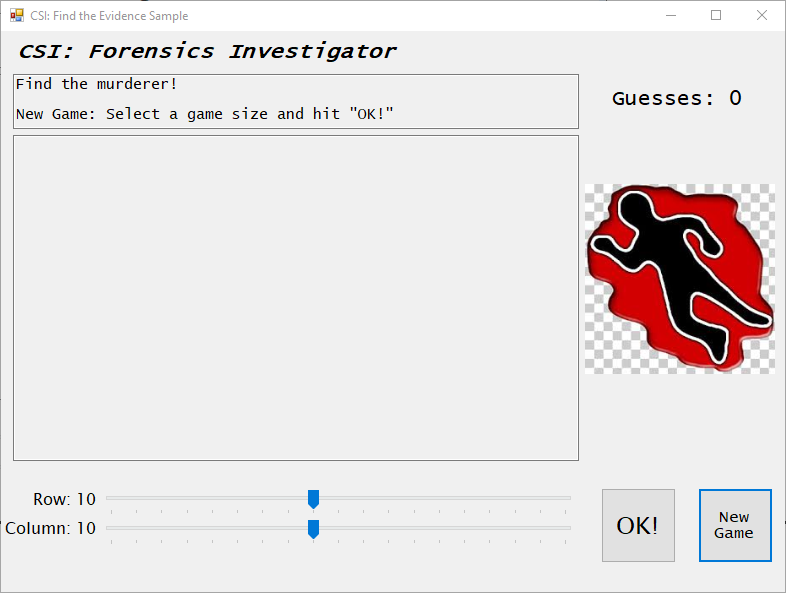 CSI: Find the Evidence Sample
CSI: Forensics Investigator
Find the murderer!
New Game: Select a game size and hit "OK!"
Guesses: 0
Row: 10
Column: 10
OK!
New
Game